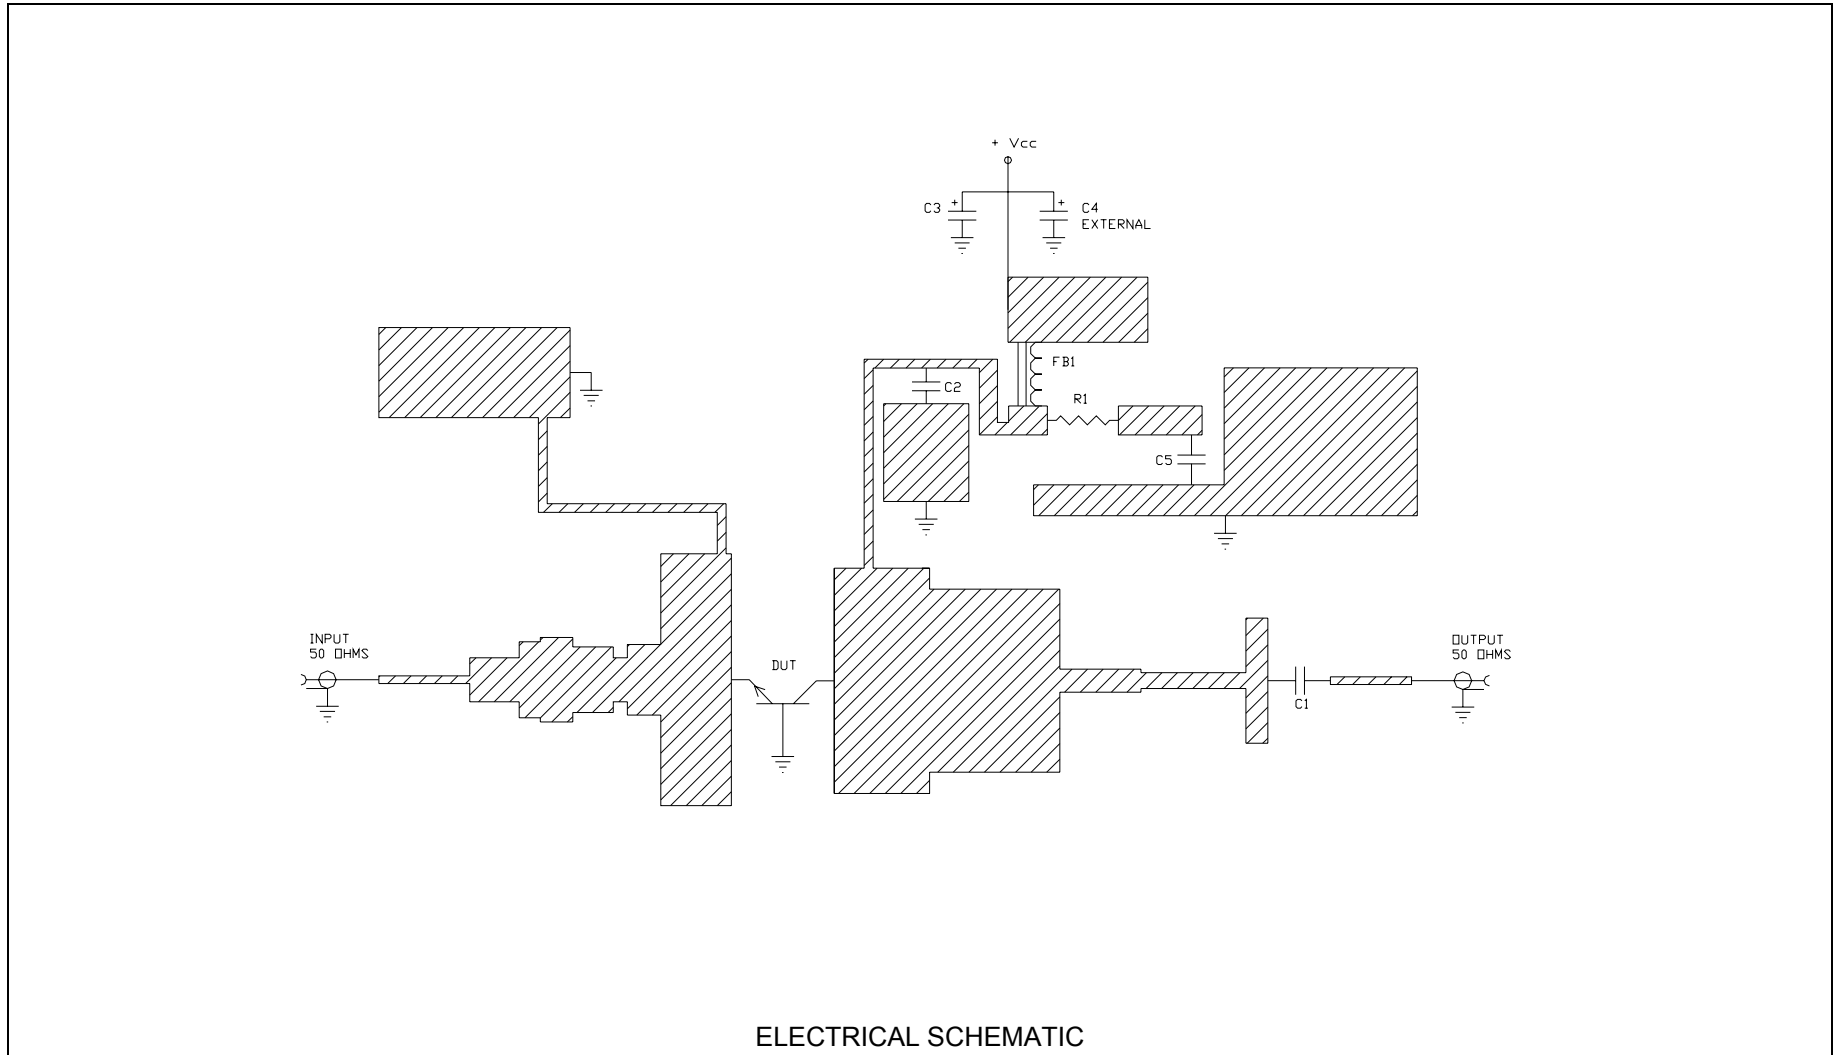 + Vcc
C3
+
+
C4
EXTERNAL
FB1
C2
R1
C5
INPUT
50 OHMS
DUT
OUTPUT
50 OHMS
C1
ELECTRICAL SCHEMATIC